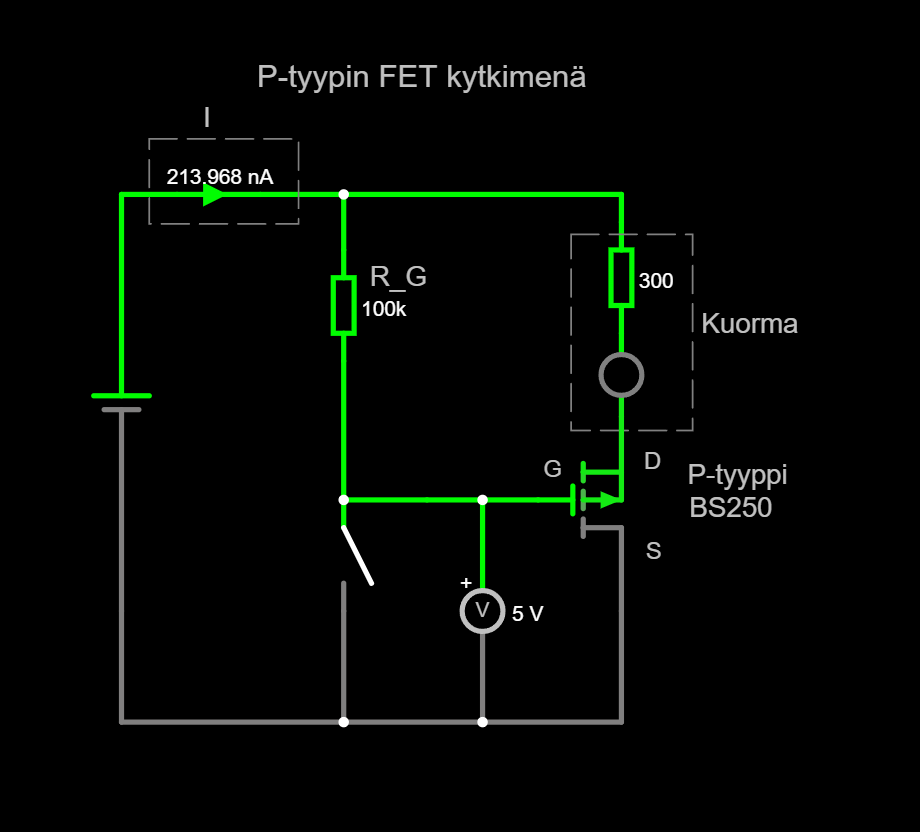 P-tyypin FET kytkimenä
I
213.968 nA
R_G
100k
300
Kuorma
G
D
P-tyyppi
BS250
S
+
V
5 V